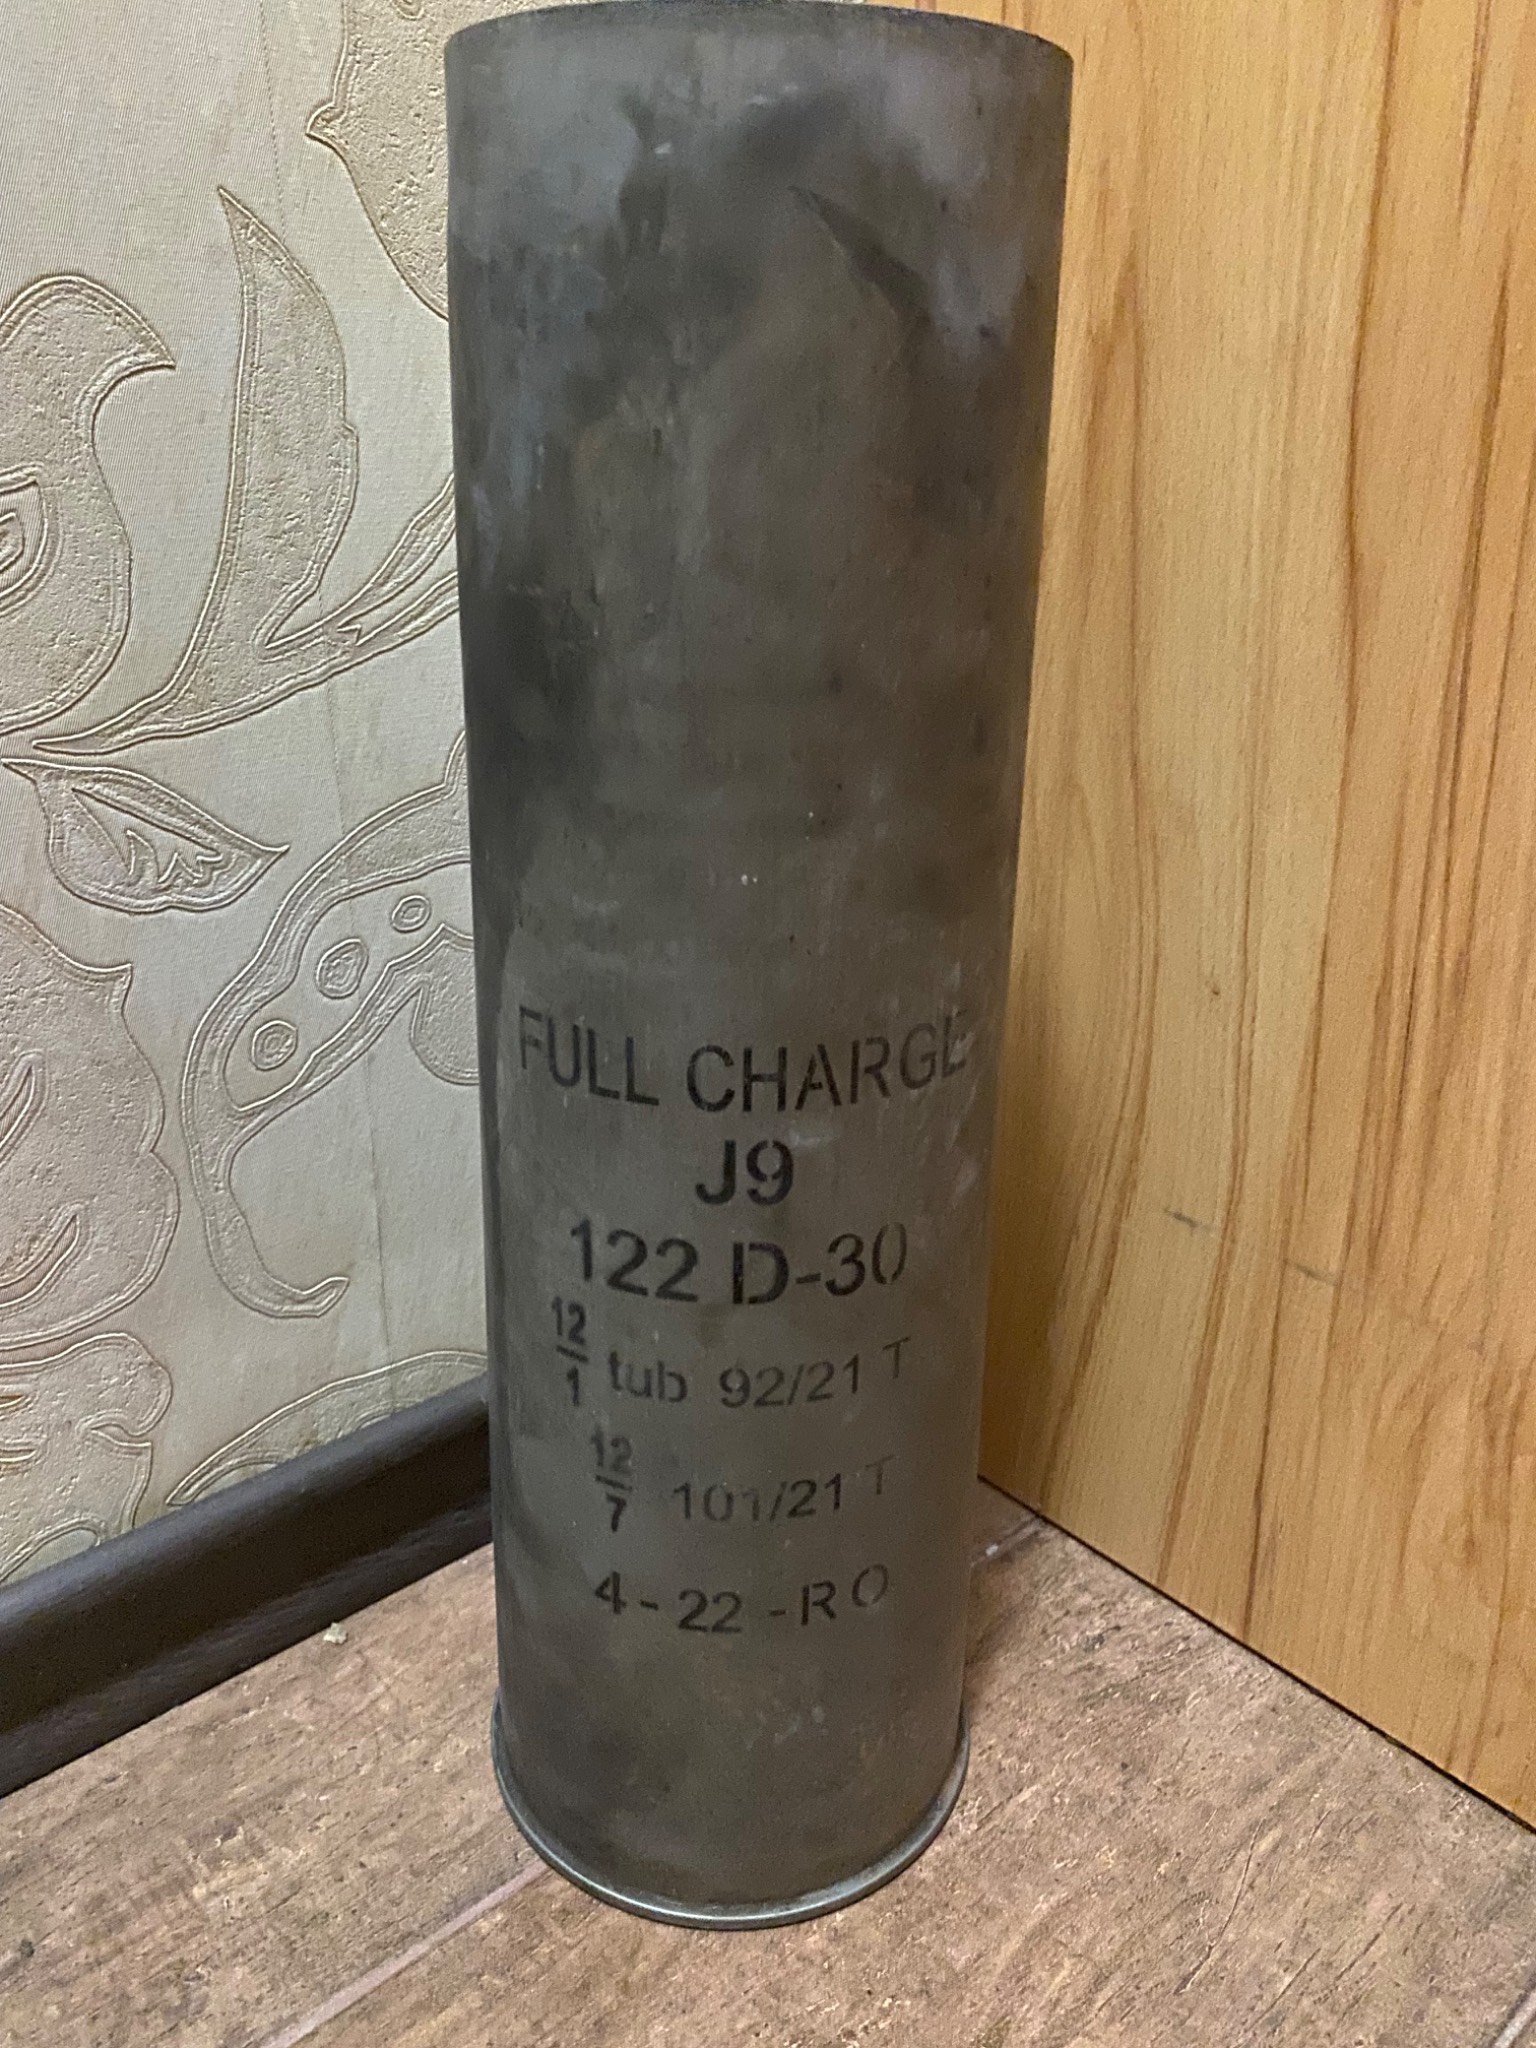 FULL CHARGE
J9
122 D-30
12/1 tub 92/21 T
12/7 101/21 T
4-22-RO